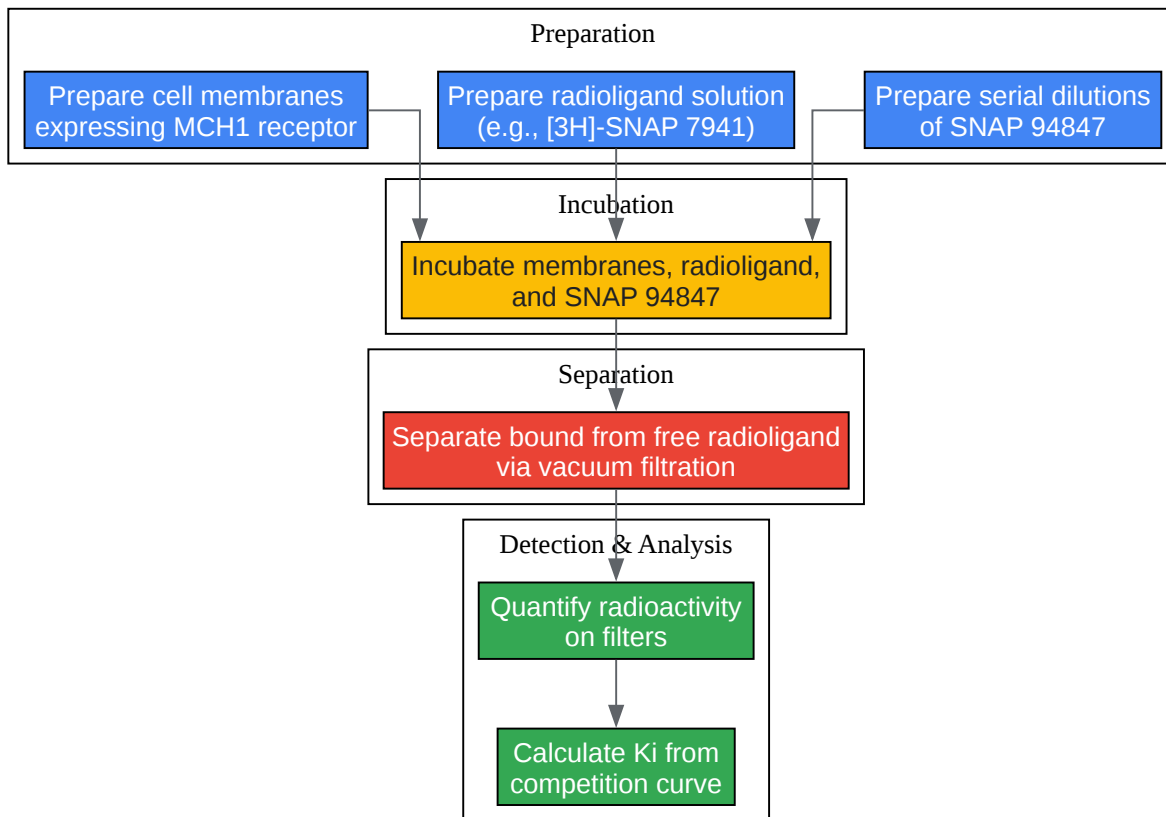 Preparation
Prepare cell membranes
expressing MCH1 receptor
Prepare radioligand solution
(e.g., [3H]-SNAP 7941)
Prepare serial dilutions
of SNAP 94847
Incubation
Incubate membranes, radioligand,
and SNAP 94847
Separation
Separate bound from free radioligand
via vacuum filtration
Detection & Analysis
Quantify radioactivity
on filters
Calculate Ki from
competition curve